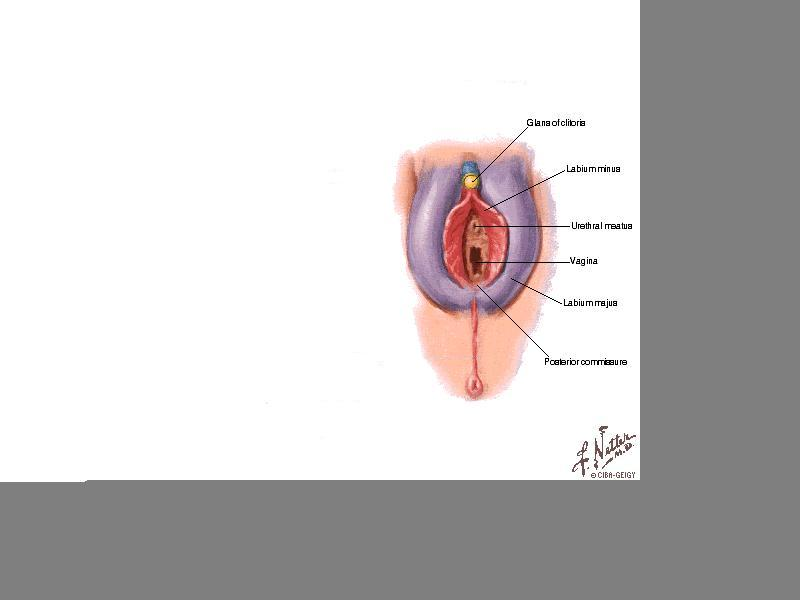 Glans of clitoris
Labium minus
Urethral meatus
Vagina
Labium majus
Posterior commissure
F. Netter
M.D.
© CIBA-GEIGY